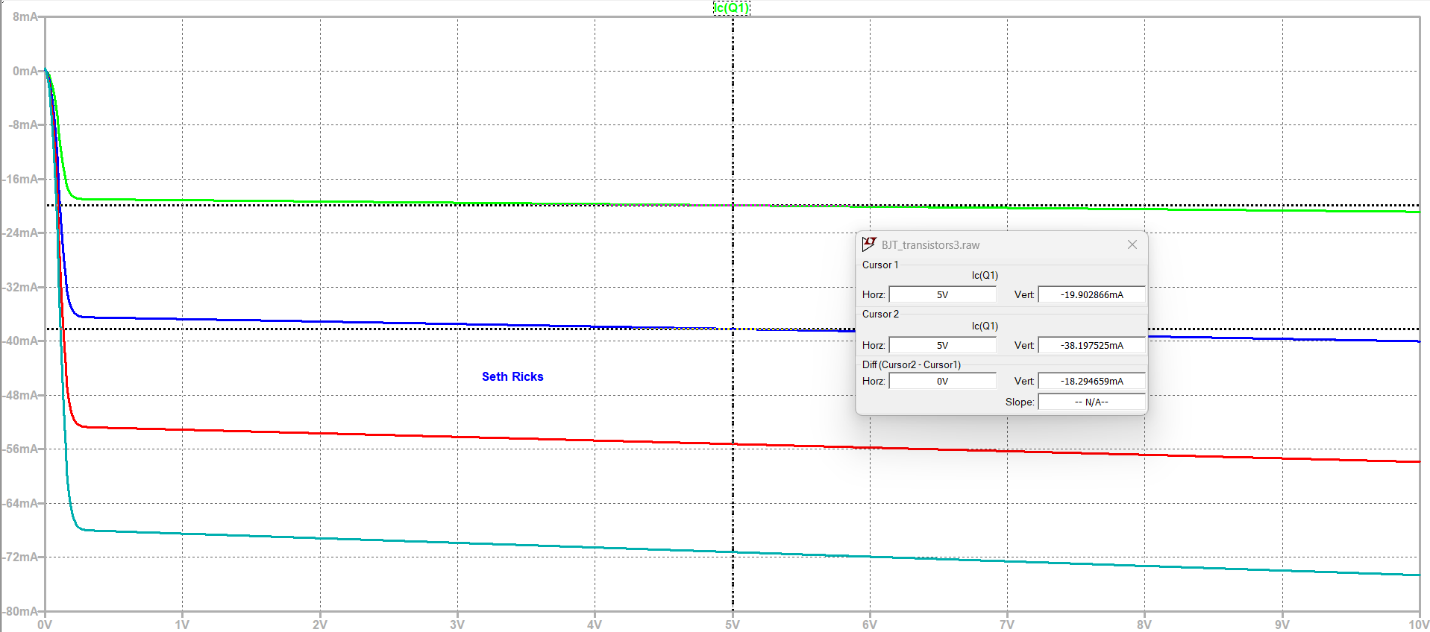 Ic(Q1)
8mA
0mA
-8mA
-16mA
-24mA
-32mA
-40mA
-48mA
-56mA
-64mA
-72mA
-80mA
0V 1V 2V 3V 4V 5V 6V 7V 8V 9V 10V
Seth Ricks
BJT_transistors3.raw
Cursor 1
Ic(Q1)
Horz: 5V Vert: -19.902866mA
Cursor 2
Ic(Q1)
Horz: 5V Vert: -38.197525mA
Diff (Cursor2 - Cursor1)
Horz: 0V Vert: -18.294659mA
Slope: -- N/A--